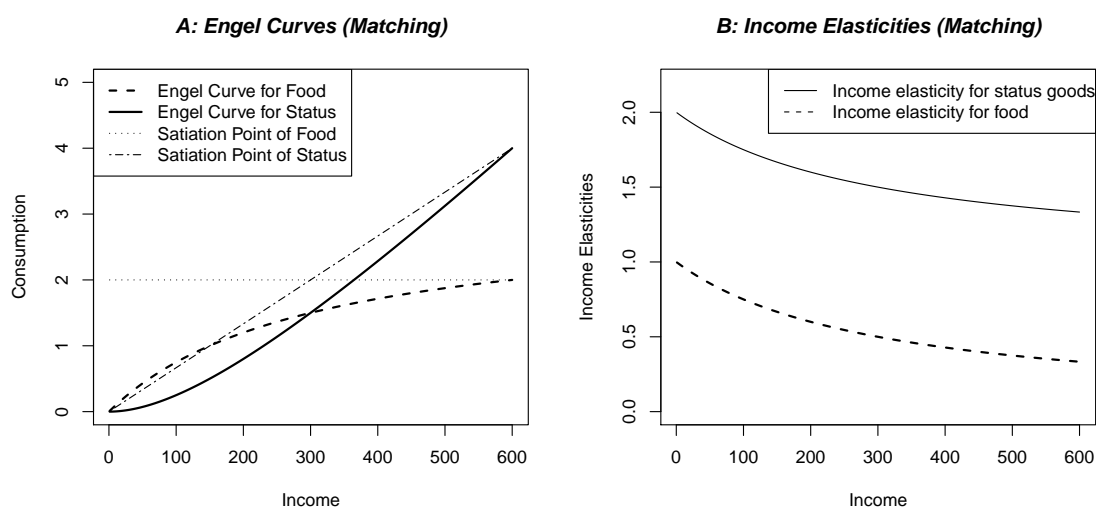 A: Engel Curves (Matching)
Engel Curve for Food
Engel Curve for Status
Satiation Point of Food
Satiation Point of Status
Consumption
0
1
2
3
4
5
0 100 200 300 400 500 600
Income
B: Income Elasticities (Matching)
Income elasticity for status goods
Income elasticity for food
Income Elasticities
0.0
0.5
1.0
1.5
2.0
0 100 200 300 400 500 600
Income